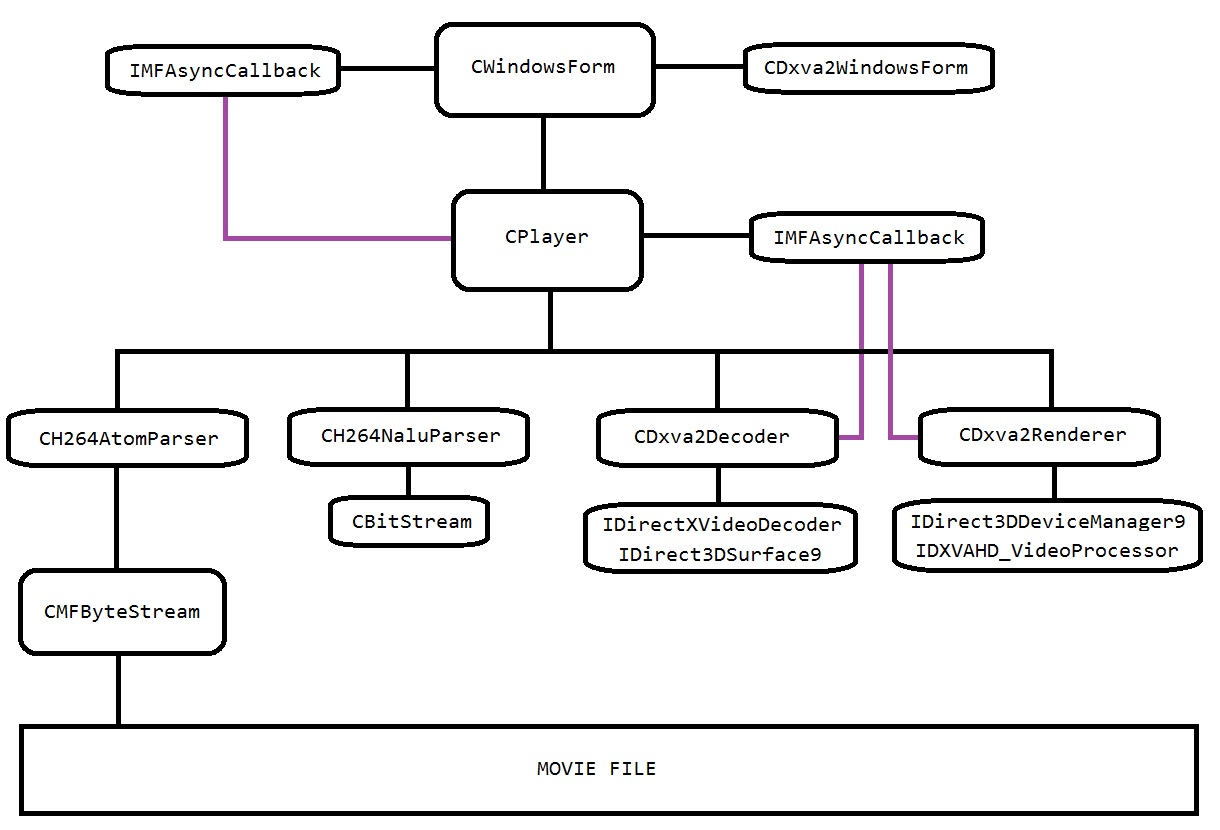 IMFAsyncCallback
CWindowsForm
CDxva2WindowsForm
CPlayer
IMFAsyncCallback
CH264AtomParser
CH264NaluParser
CDxva2Decoder
CDxva2Renderer
CBitStream
IDirectXVideoDecoder
IDirect3DSurface9
IDirect3DDeviceManager9
IDXVAHD_VideoProcessor
CMFByteStream
MOVIE FILE